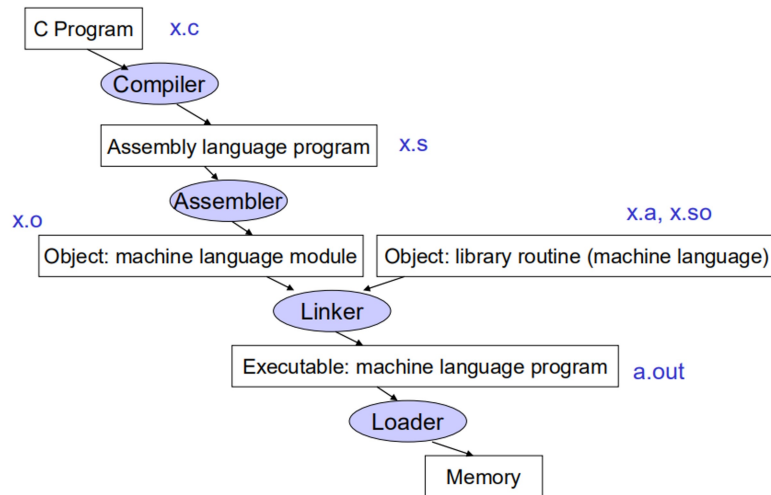 C Program
x.c
Compiler
Assembly language program
x.s
Assembler
x.o
x.a, x.so
Object: machine language module
Object: library routine (machine language)
Linker
Executable: machine language program
a.out
Loader
Memory